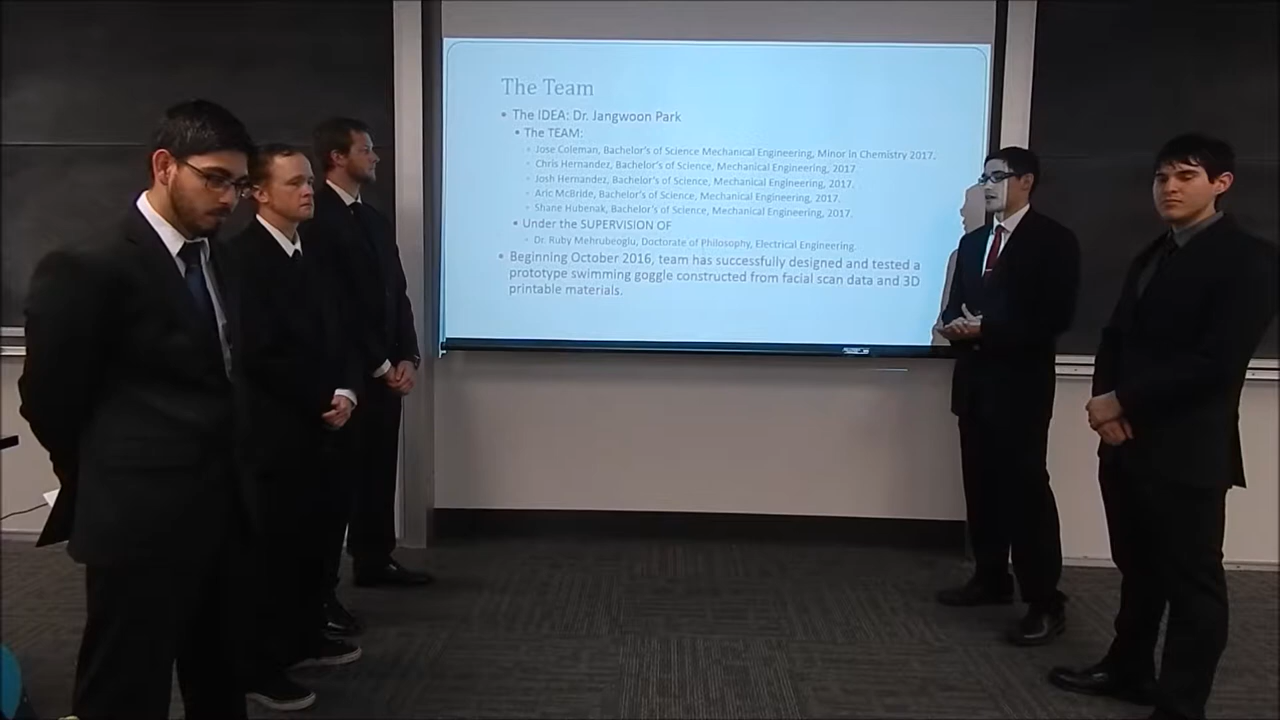 The Team
• The IDEA: Dr. Jangwoon Park
• The TEAM:
◦ Jose Coleman, Bachelor's of Science Mechanical Engineering, Minor in Chemistry 2017.
◦ Chris Hernandez, Bachelor's of Science, Mechanical Engineering, 2017.
◦ Josh Hernandez, Bachelor's of Science, Mechanical Engineering, 2017.
◦ Aric McBride, Bachelor's of Science, Mechanical Engineering, 2017.
◦ Shane Hubenak, Bachelor's of Science, Mechanical Engineering, 2017.
• Under the SUPERVISION OF
◦ Dr. Ruby Mehrubeoglu, Doctorate of Philosophy, Electrical Engineering.
• Beginning October 2016, team has successfully designed and tested a
prototype swimming goggle constructed from facial scan data and 3D
printable materials.